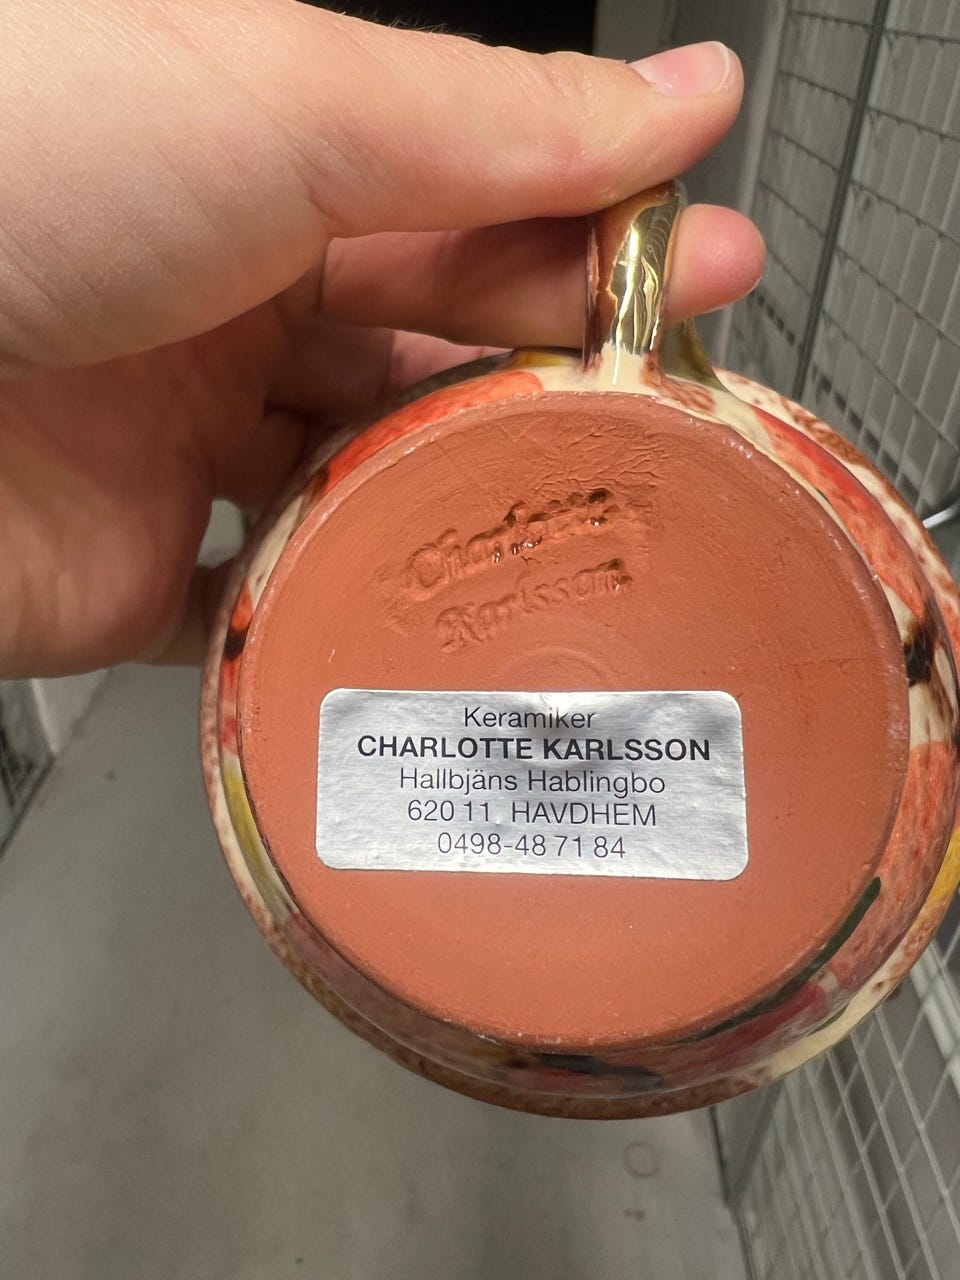 Charlotte
Karlsson
Keramiker
CHARLOTTE KARLSSON
Hallbjäns Hablingbo
620 11 HAVDHEM
0498-48 71 84